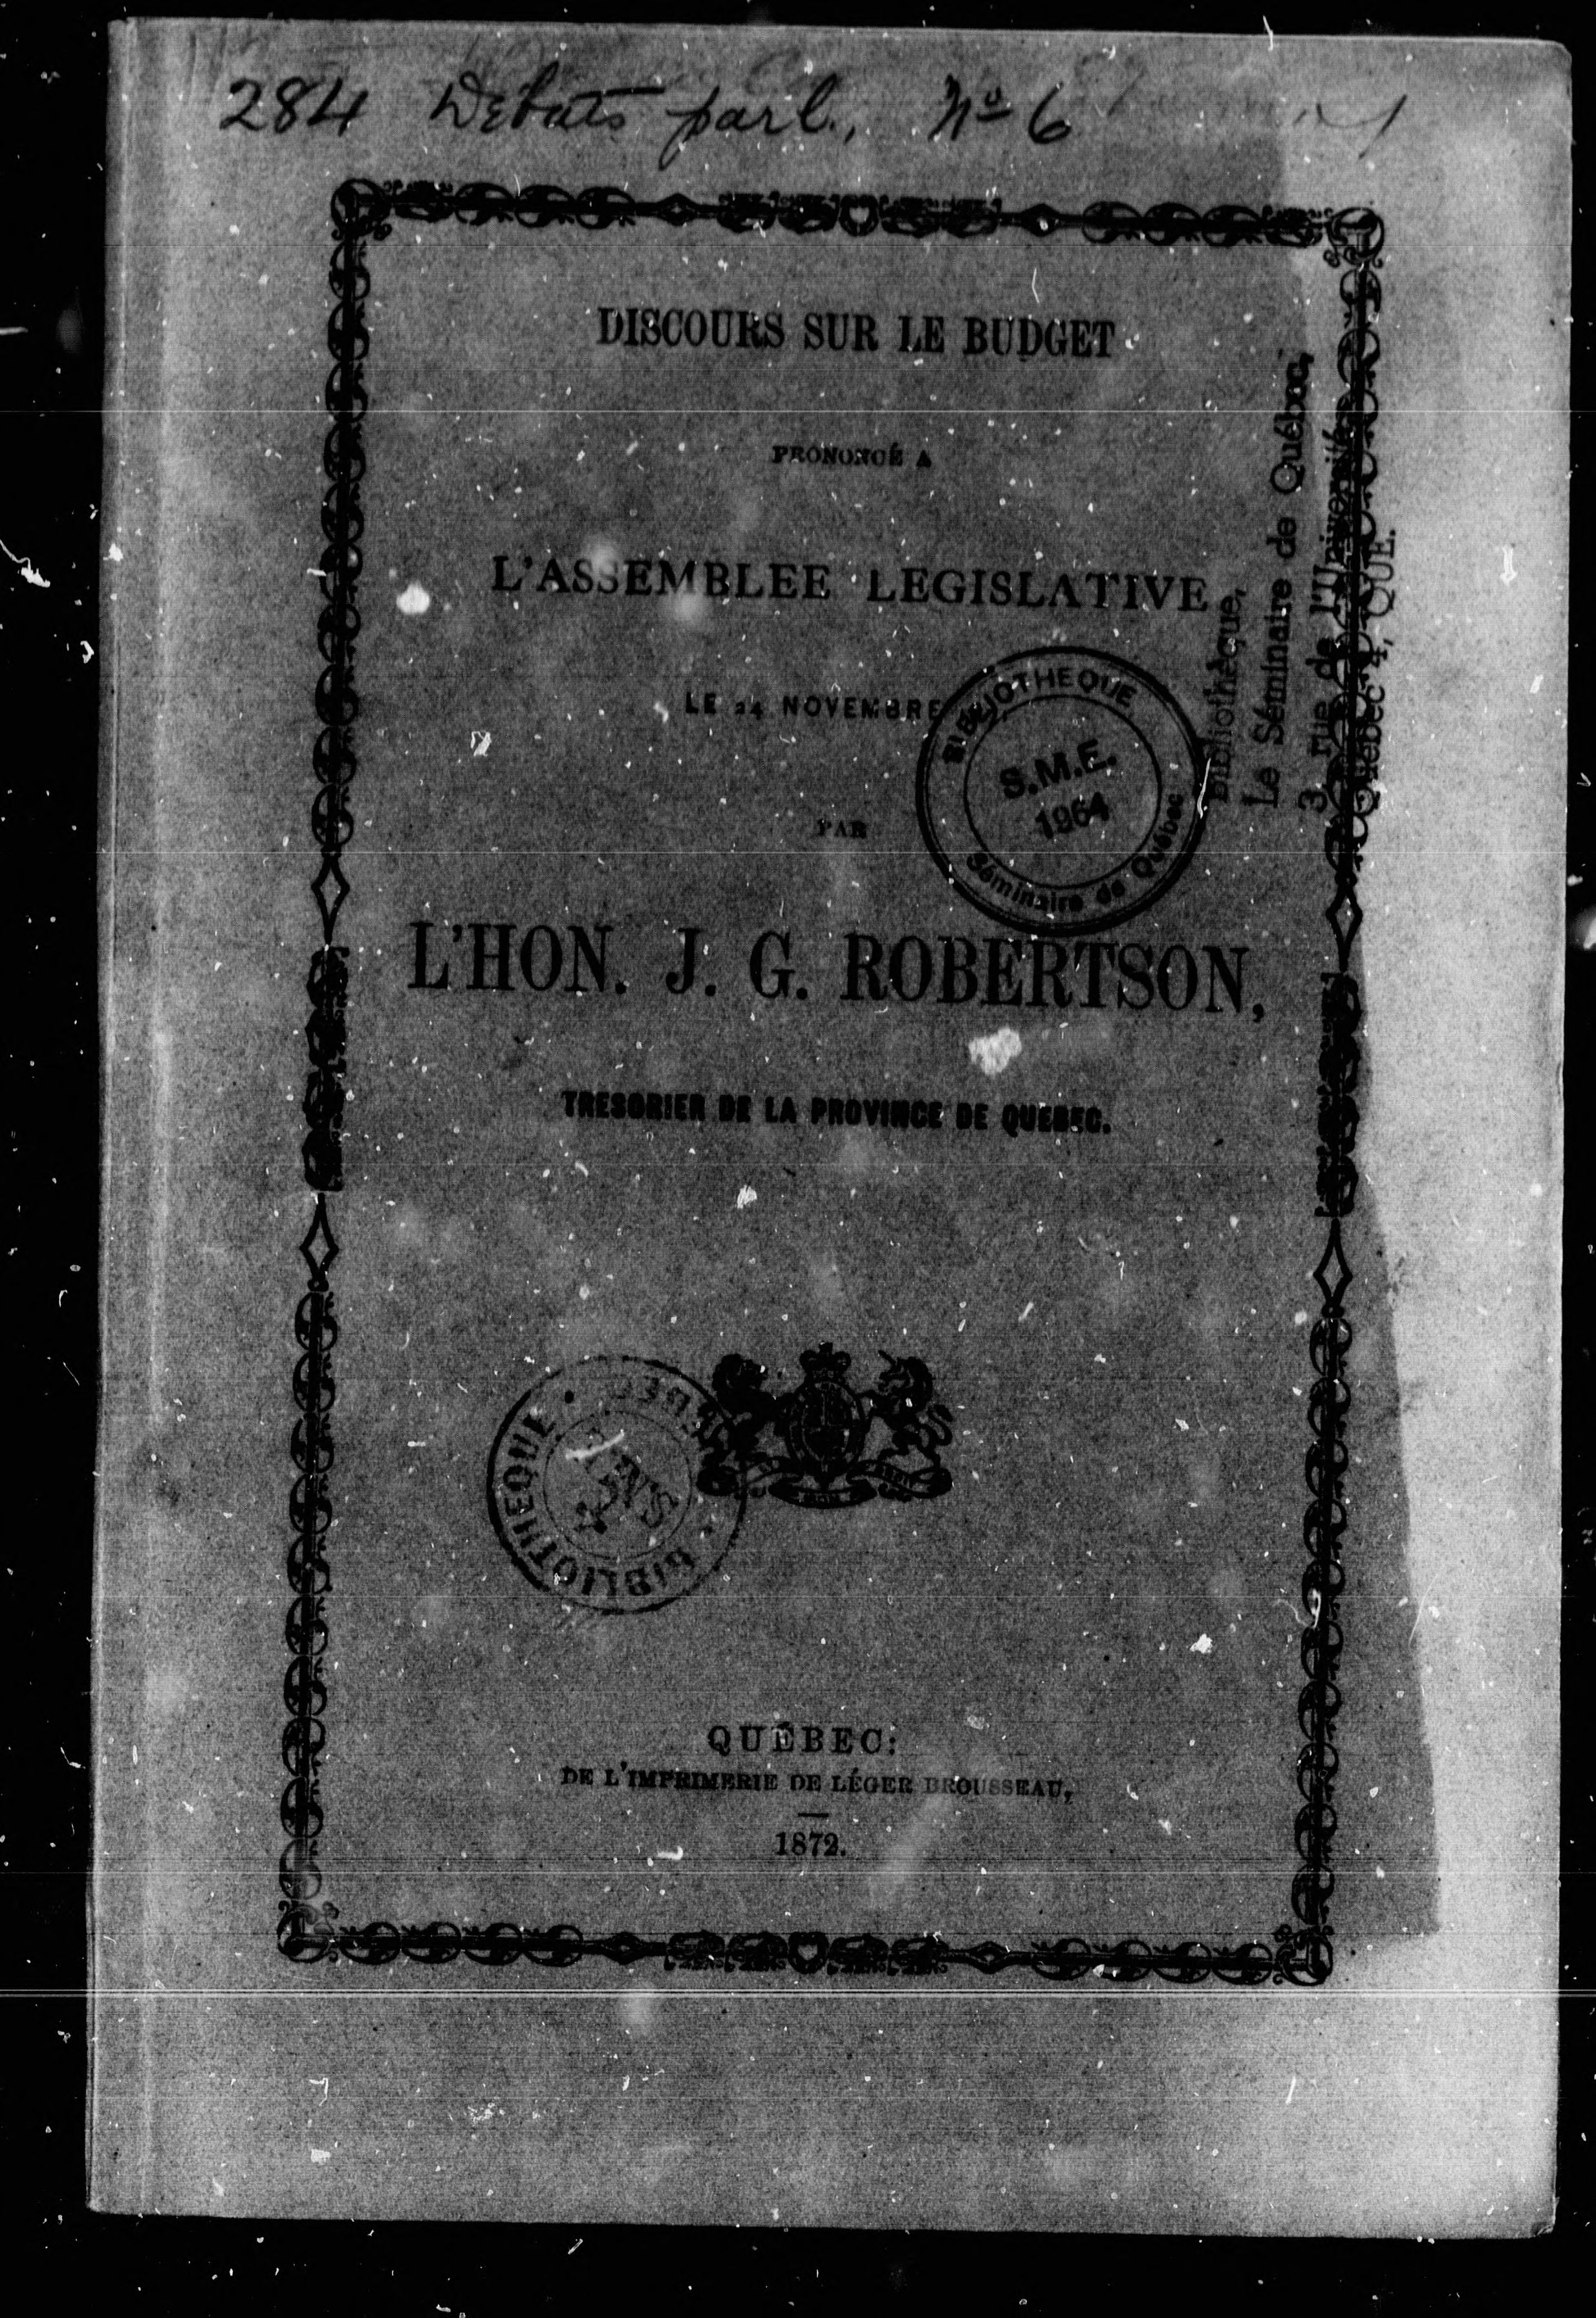 284 Débats parl., No 6
DISCOURS SUR LE BUDGET
PRONONCÉ A
L'ASSEMBLEE LEGISLATIVE
LE 24 NOVEMBRE
PAR
L'HON. J. G. ROBERTSON,
TRESORIER DE LA PROVINCE DE QUEBEC.
QUÉBEC:
DE L'IMPRIMERIE DE LÉGER BROUSSEAU,
1872.
BIBLIOTHEQUE
S.M.E.
1964
Séminaire de Québec
Bibliothèque,
Le Séminaire de Québec,
3, rue de l'Université,
Québec 4, QUE.
BIBLIOTHEQUE